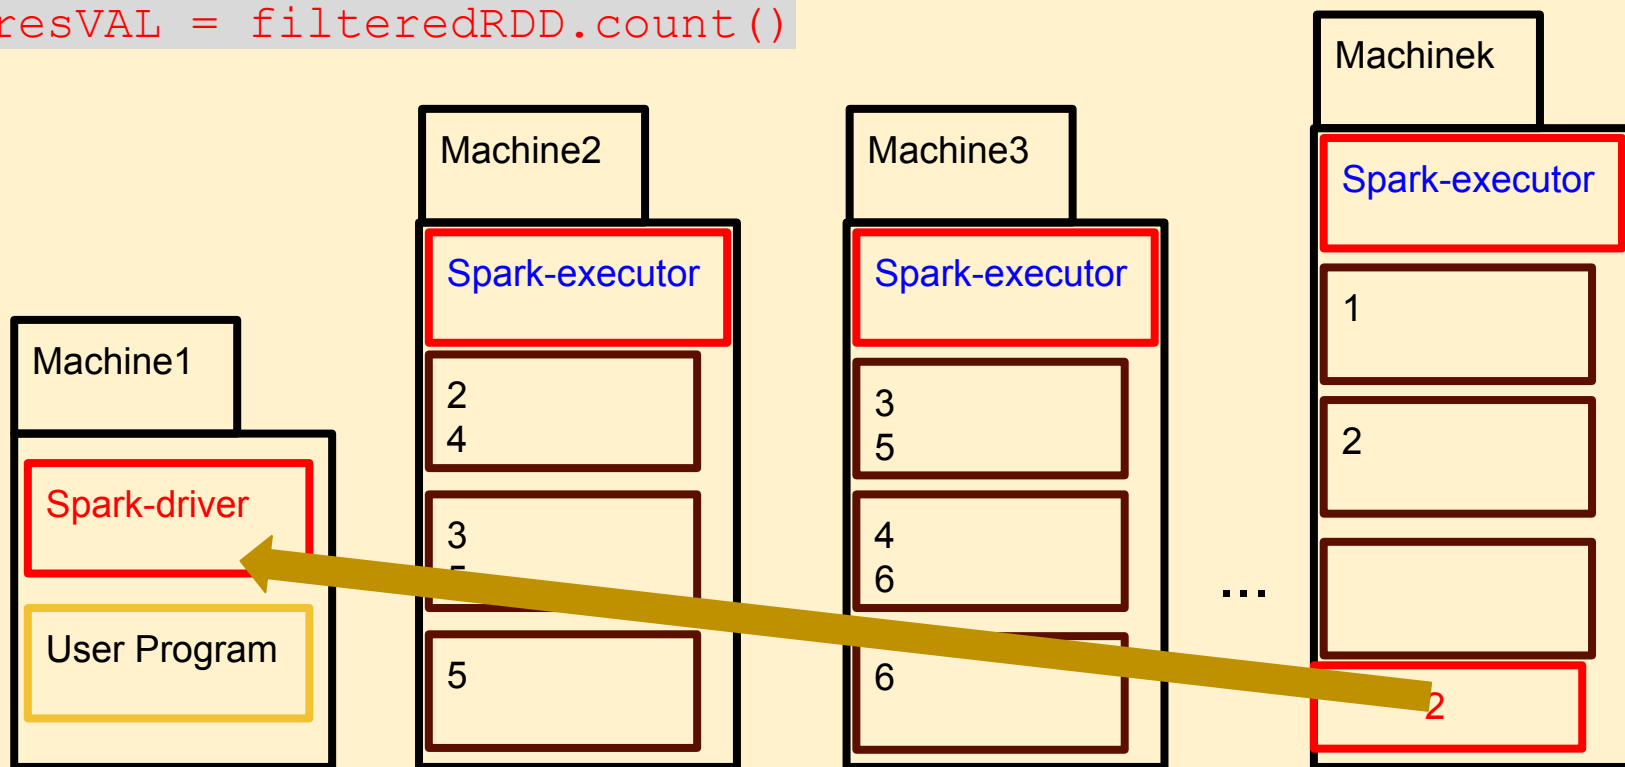 resVAL = filteredRDD.count()
Machine1
Spark-driver
User Program
Machine2
Spark-executor
2
4
3
5
Machine3
Spark-executor
3
5
4
6
6
...
Machinek
Spark-executor
1
2
2